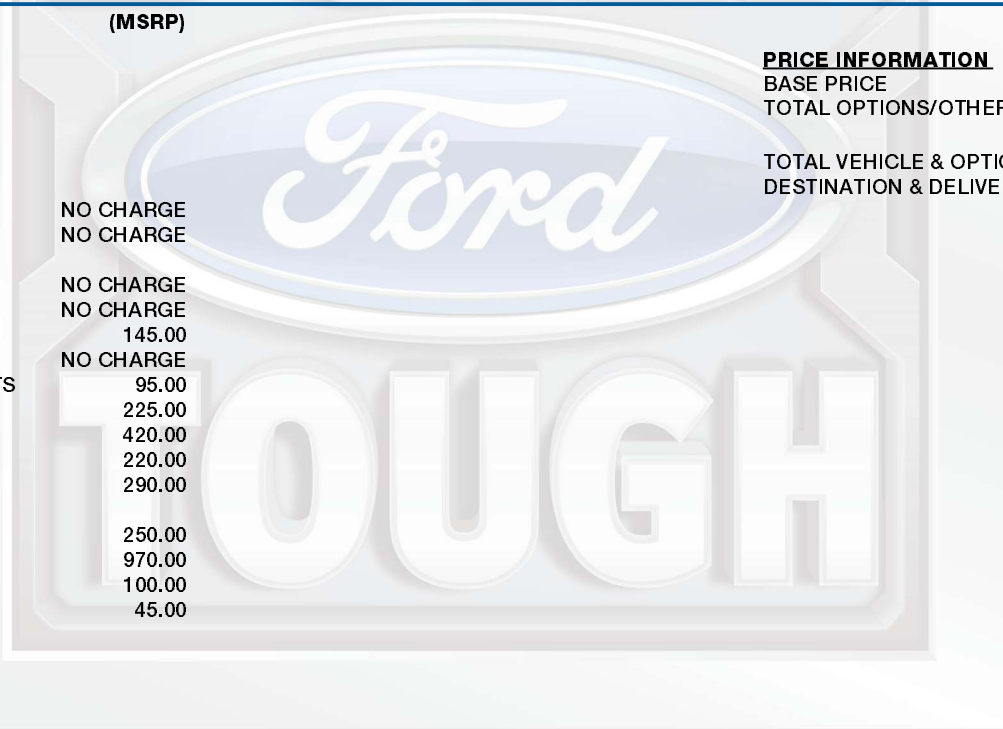 (MSRP)
NO CHARGE
NO CHARGE
NO CHARGE
NO CHARGE
145.00
NO CHARGE
TS 95.00
225.00
420.00
220.00
290.00
250.00
970.00
100.00
45.00
Ford
TOUGH
PRICE INFORMATION
BASE PRICE
TOTAL OPTIONS/OTHER
TOTAL VEHICLE & OPTIO
DESTINATION & DELIVE